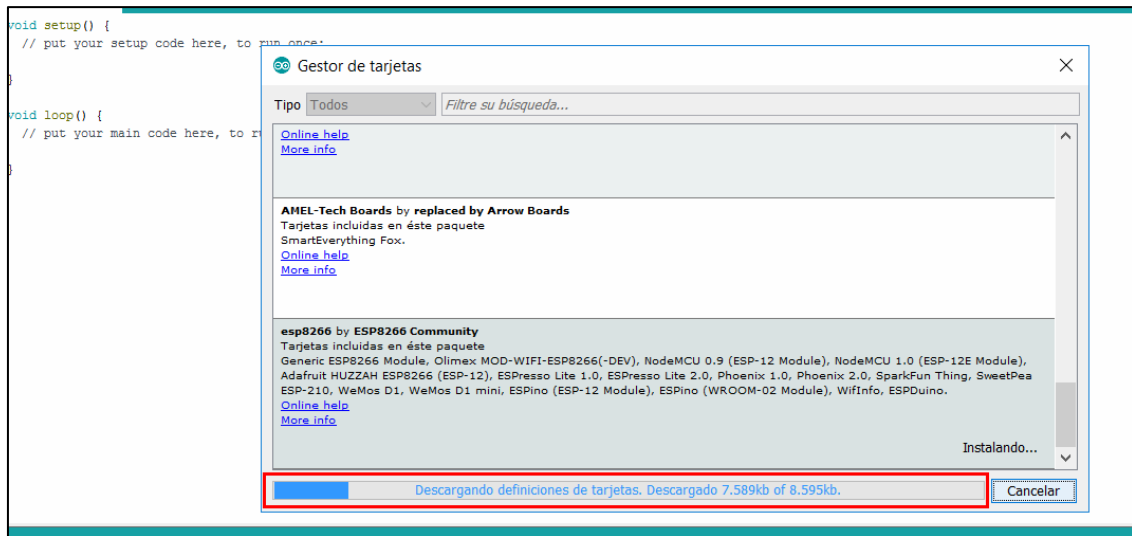 void setup() {
// put your setup code here, to run once:
}
void loop() {
// put your main code here, to
}
Gestor de tarjetas
Tipo Todos Filtre su búsqueda...
Online help
More info
AMEL-Tech Boards by replaced by Arrow Boards
Tarjetas incluidas en éste paquete
SmartEverything Fox.
Online help
More info
esp8266 by ESP8266 Community
Tarjetas incluidas en éste paquete
Generic ESP8266 Module, Olimex MOD-WIFI-ESP8266(-DEV), NodeMCU 0.9 (ESP-12 Module), NodeMCU 1.0 (ESP-12E Module),
Adafruit HUZZAH ESP8266 (ESP-12), ESPresso Lite 1.0, ESPresso Lite 2.0, Phoenix 1.0, Phoenix 2.0, SparkFun Thing, SweetPea
ESP-210, WeMos D1, WeMos D1 mini, ESPino (ESP-12 Module), ESPino (WROOM-02 Module), WifInfo, ESPDuino.
Online help
More info
Instalando...
Descargando definiciones de tarjetas. Descargado 7.589kb of 8.595kb.
Cancelar